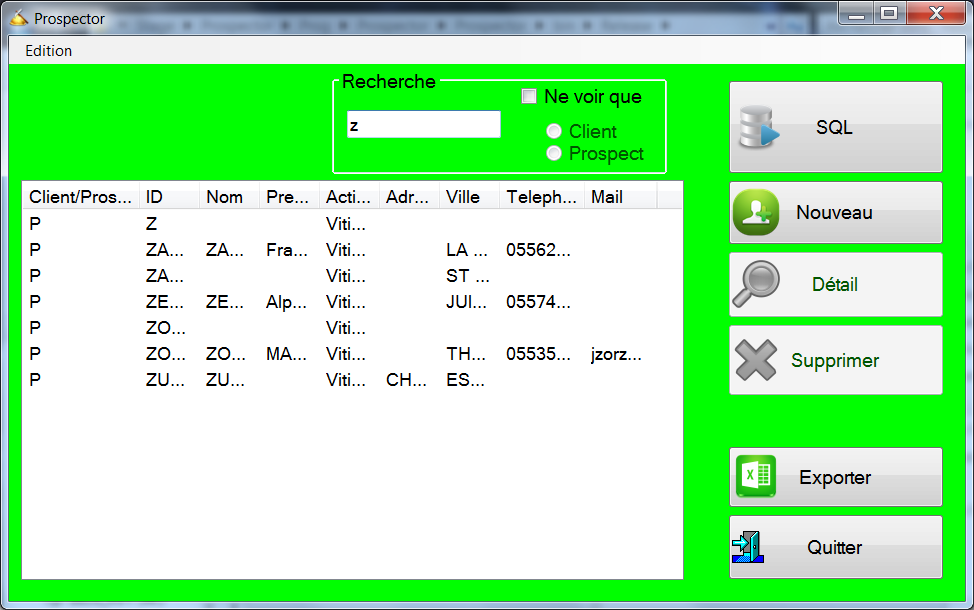 Prospector
Edition
Recherche
Ne voir que
z
Client
Prospect
SQL
Nouveau
Détail
Supprimer
Exporter
Quitter
Client/Pros... ID Nom Pre... Acti... Adr... Ville Teleph... Mail
P Z Viti...
P ZA... ZA... Fra... Viti... LA ... 05562...
P ZA... Viti... ST ...
P ZE... ZE... Alp... Viti... JUI... 05574...
P ZO... Viti...
P ZO... ZO... MA... Viti... TH... 05535... jzorz...
P ZU... ZU... Viti... CH... ES...